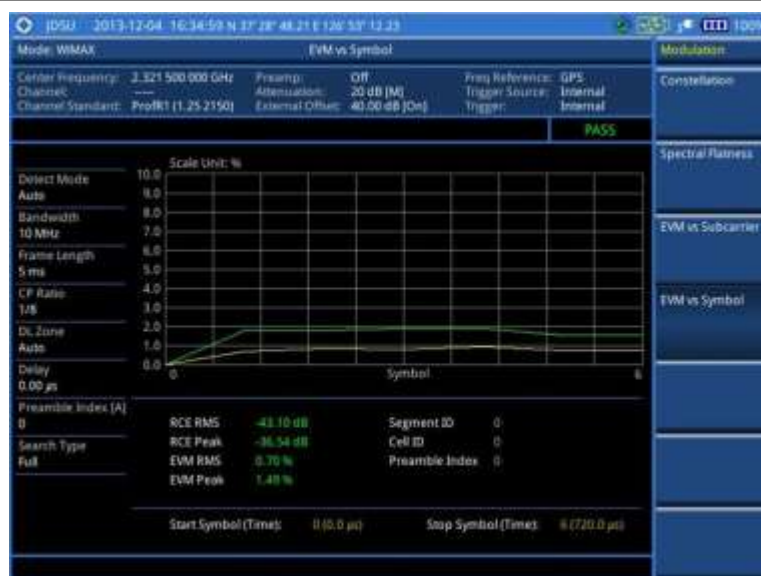 JDSU 2013-12-04 16:34:59 N 37° 28' 48.21 E 126° 53' 12.23 100%
Mode: WIMAX EVM vs Symbol Modulation
Center Frequency: 2.321 500 000 GHz Preamp: Off Freq Reference: GPS
Channel: ---- Attenuation: 20 dB [M] Trigger Source: Internal
Channel Standard: ProfR1 (1.25 2150) External Offset: 40.00 dB [On] Trigger: Internal
PASS
Constellation
Spectral Flatness
EVM vs Subcarrier
EVM vs Symbol
Detect Mode
Auto
Bandwidth
10 MHz
Frame Length
5 ms
CP Ratio
1/8
DL Zone
Auto
Delay
0.00 µs
Preamble Index [A]
0
Search Type
Full
Scale Unit: %
10.0
9.0
8.0
7.0
6.0
5.0
4.0
3.0
2.0
1.0
0.0
0 Symbol 6
RCE RMS -43.10 dB Segment ID 0
RCE Peak -36.54 dB Cell ID 0
EVM RMS 0.70 % Preamble Index 0
EVM Peak 1.49 %
Start Symbol (Time): 0 (0.0 µs) Stop Symbol (Time): 6 (720.0 µs)